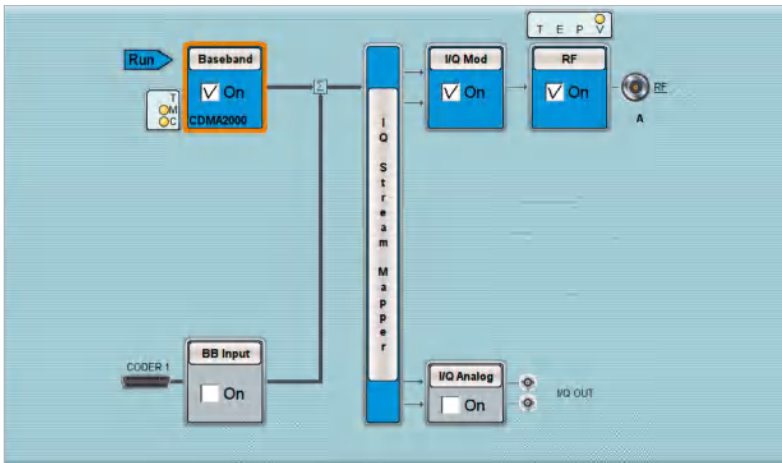 T E P V
Run
Baseband
On
T
M
C
CDMA2000
Σ
I
Q
S
t
r
e
a
m
M
a
p
p
e
r
I/Q Mod
On
RF
On
RF
A
CODER 1
BB Input
On
I/Q Analog
On
I/Q OUT